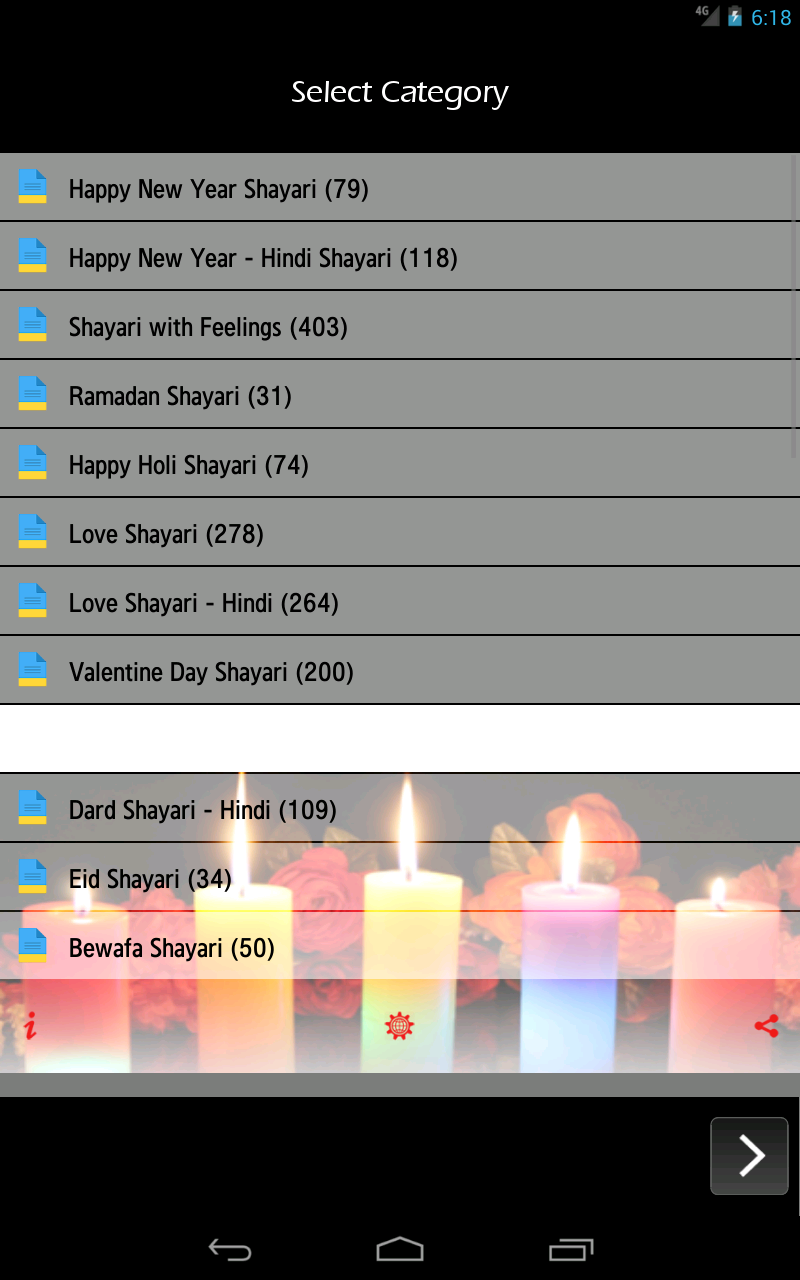 4G
6:18
Select Category
Happy New Year Shayari (79)
Happy New Year - Hindi Shayari (118)
Shayari with Feelings (403)
Ramadan Shayari (31)
Happy Holi Shayari (74)
Love Shayari (278)
Love Shayari - Hindi (264)
Valentine Day Shayari (200)
Dard Shayari - Hindi (109)
Eid Shayari (34)
Bewafa Shayari (50)